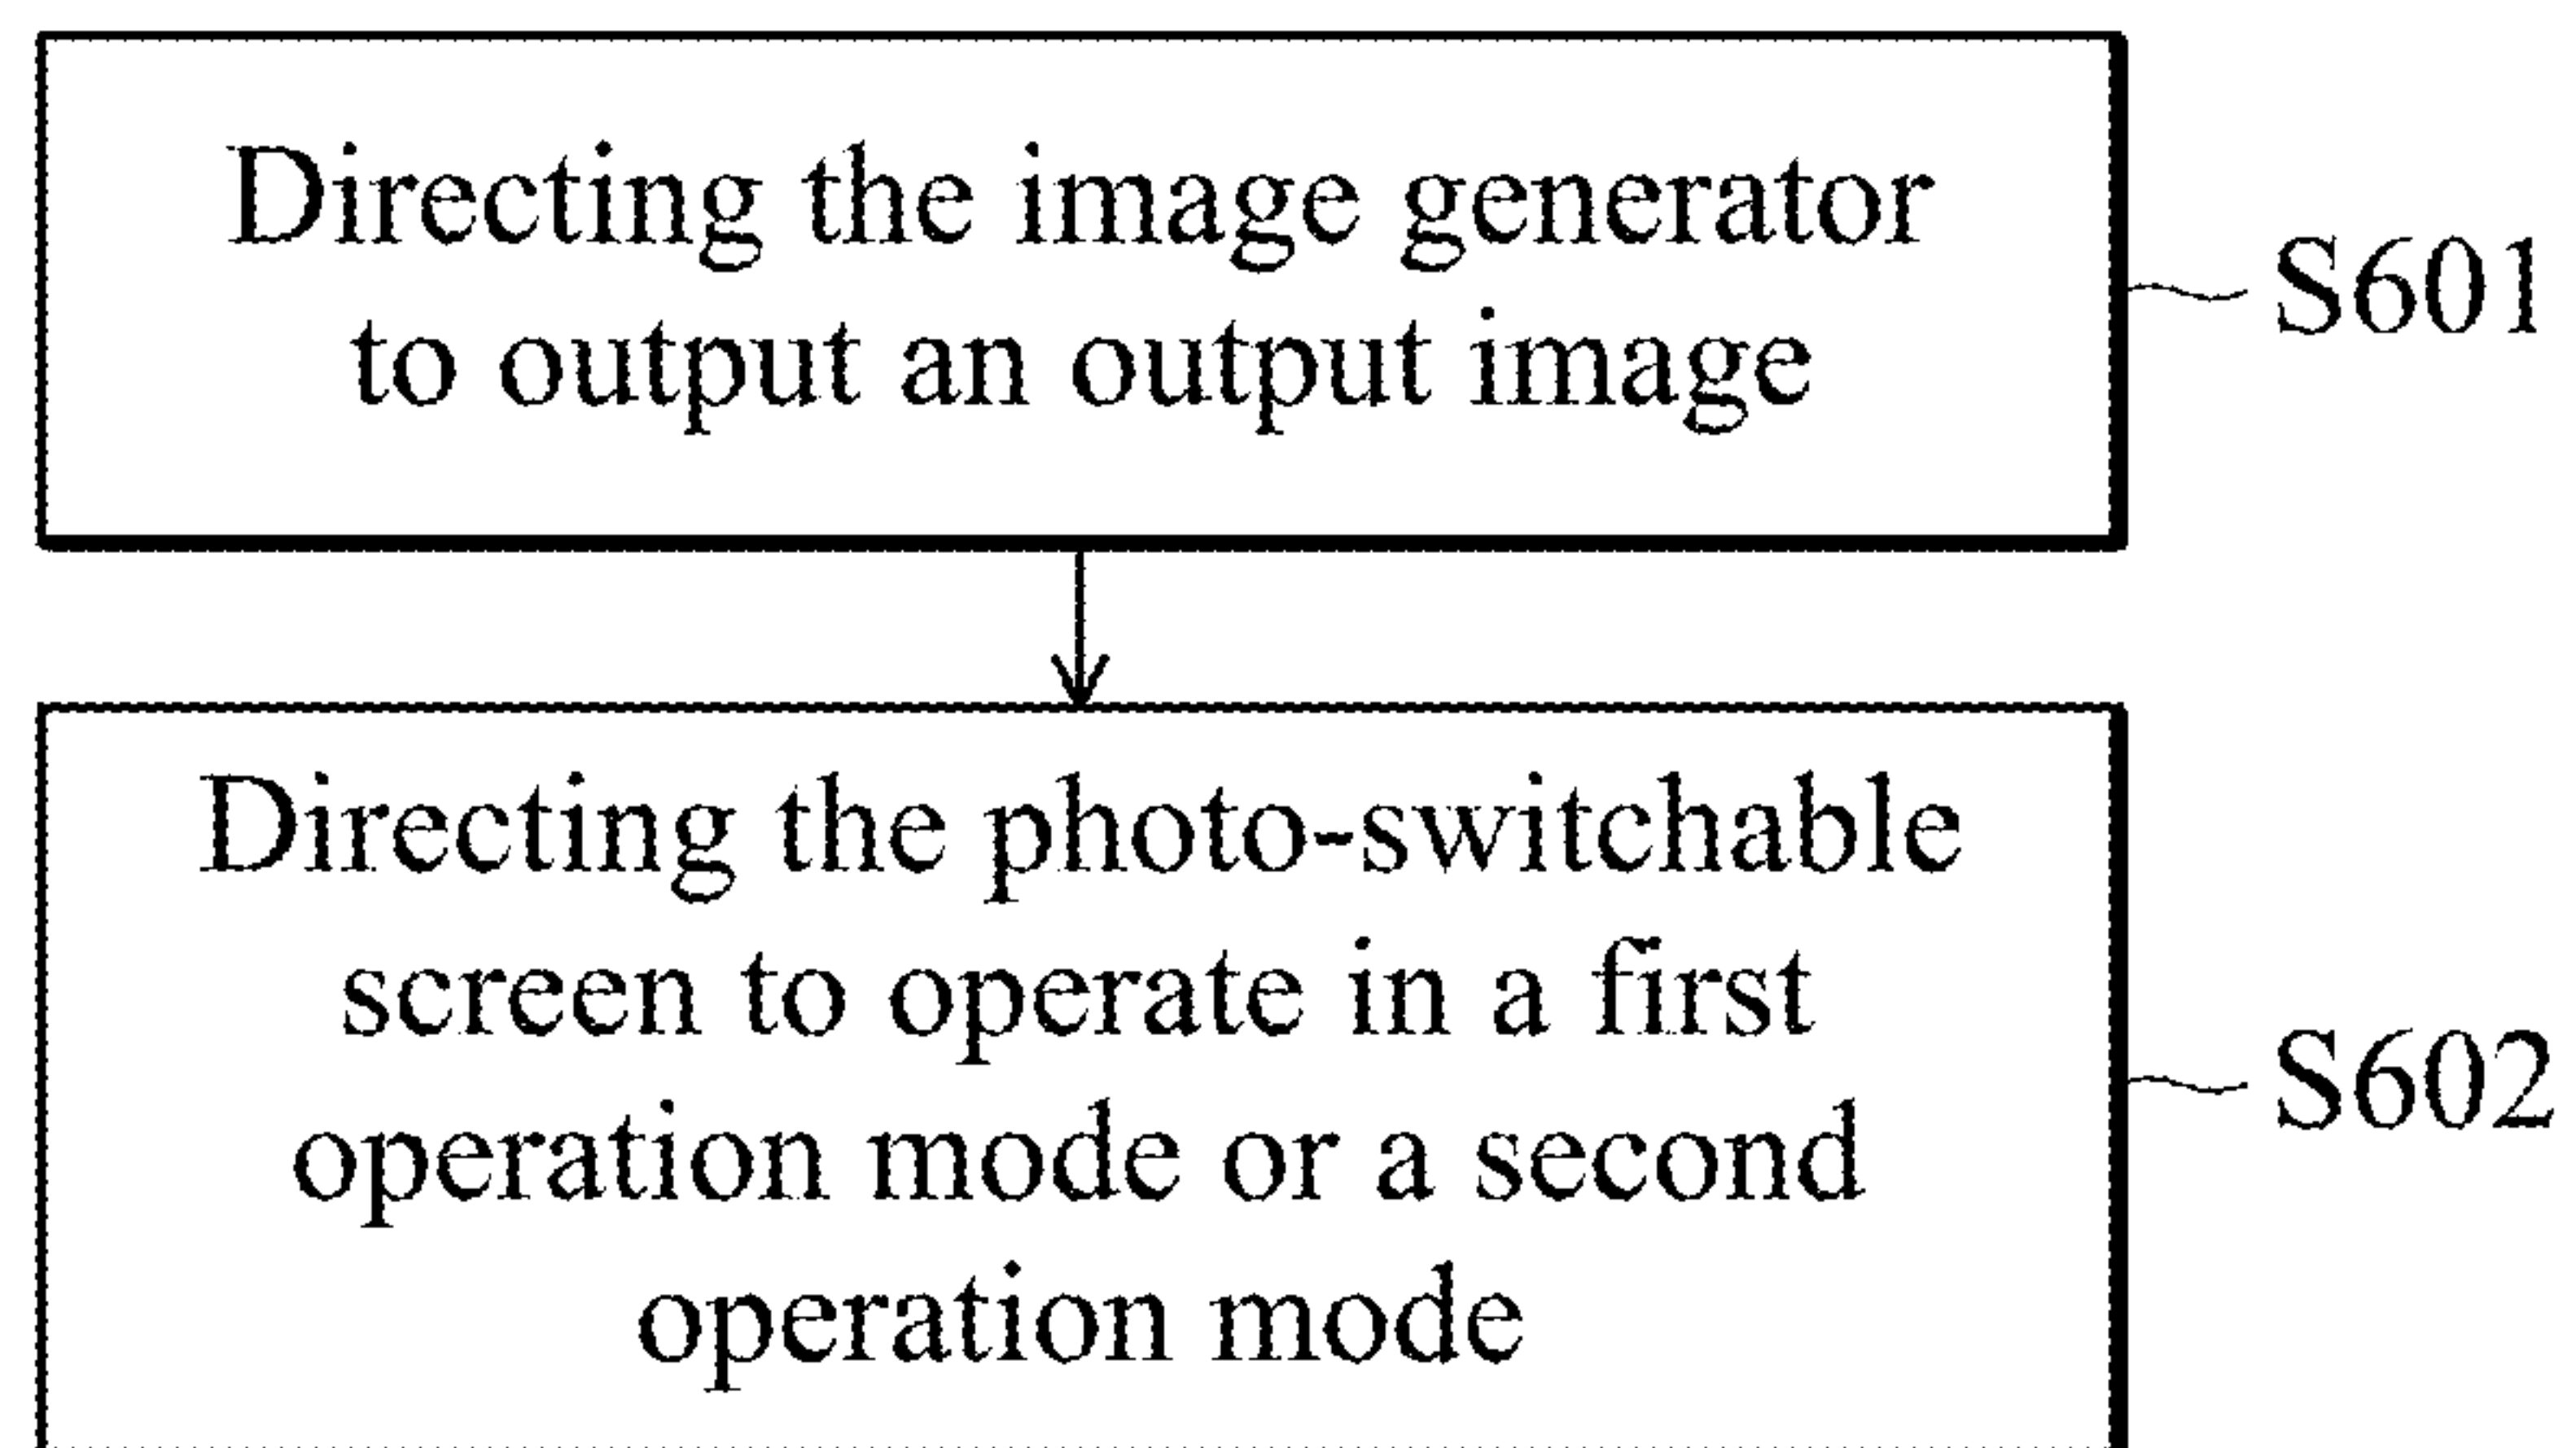 Directing the image generator
to output an output image
S601
Directing the photo-switchable
screen to operate in a first
operation mode or a second
operation mode
S602